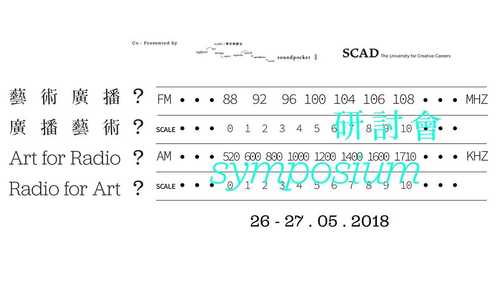 Co - Presented by
soundpocket
SCAD The University for Creative Careers
藝術廣播？ FM • • • 88 92 96 100 104 106 108 • • • MHZ
廣播藝術？ SCALE • • • 0 1 2 3 4 5 6 7 8 9 10 • • •
研討會
Art for Radio ? AM • • • 520 600 800 1000 1200 1400 1600 1710 • • • KHZ
symposium
Radio for Art ? SCALE • • • 0 1 2 3 4 5 6 7 8 9 10 • • •
26 - 27 . 05 . 2018